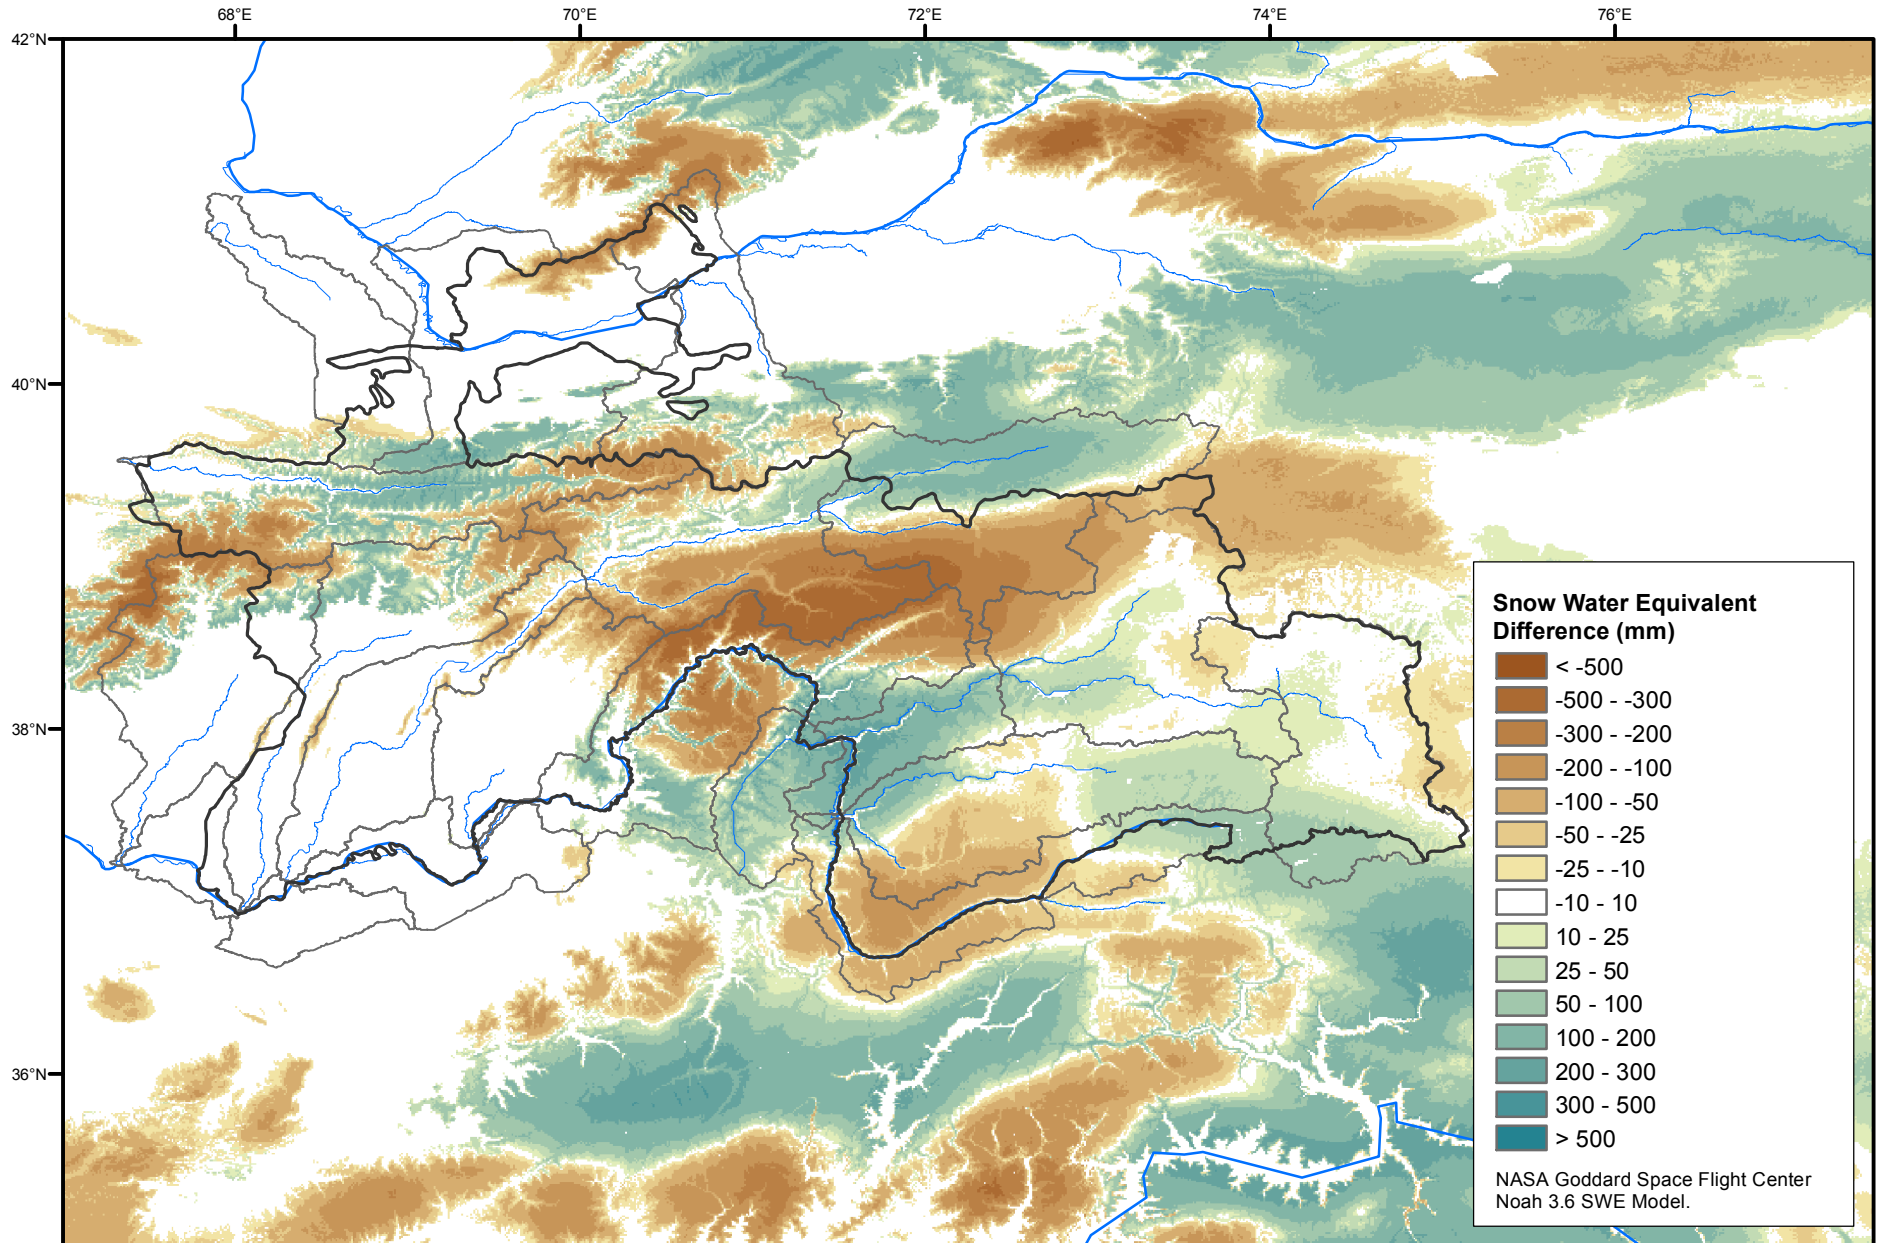 68°E 70°E 72°E 74°E 76°E
42°N
40°N
38°N
36°N
Snow Water Equivalent
Difference (mm)
< -500
-500 - -300
-300 - -200
-200 - -100
-100 - -50
-50 - -25
-25 - -10
-10 - 10
10 - 25
25 - 50
50 - 100
100 - 200
200 - 300
300 - 500
> 500
NASA Goddard Space Flight Center
Noah 3.6 SWE Model.